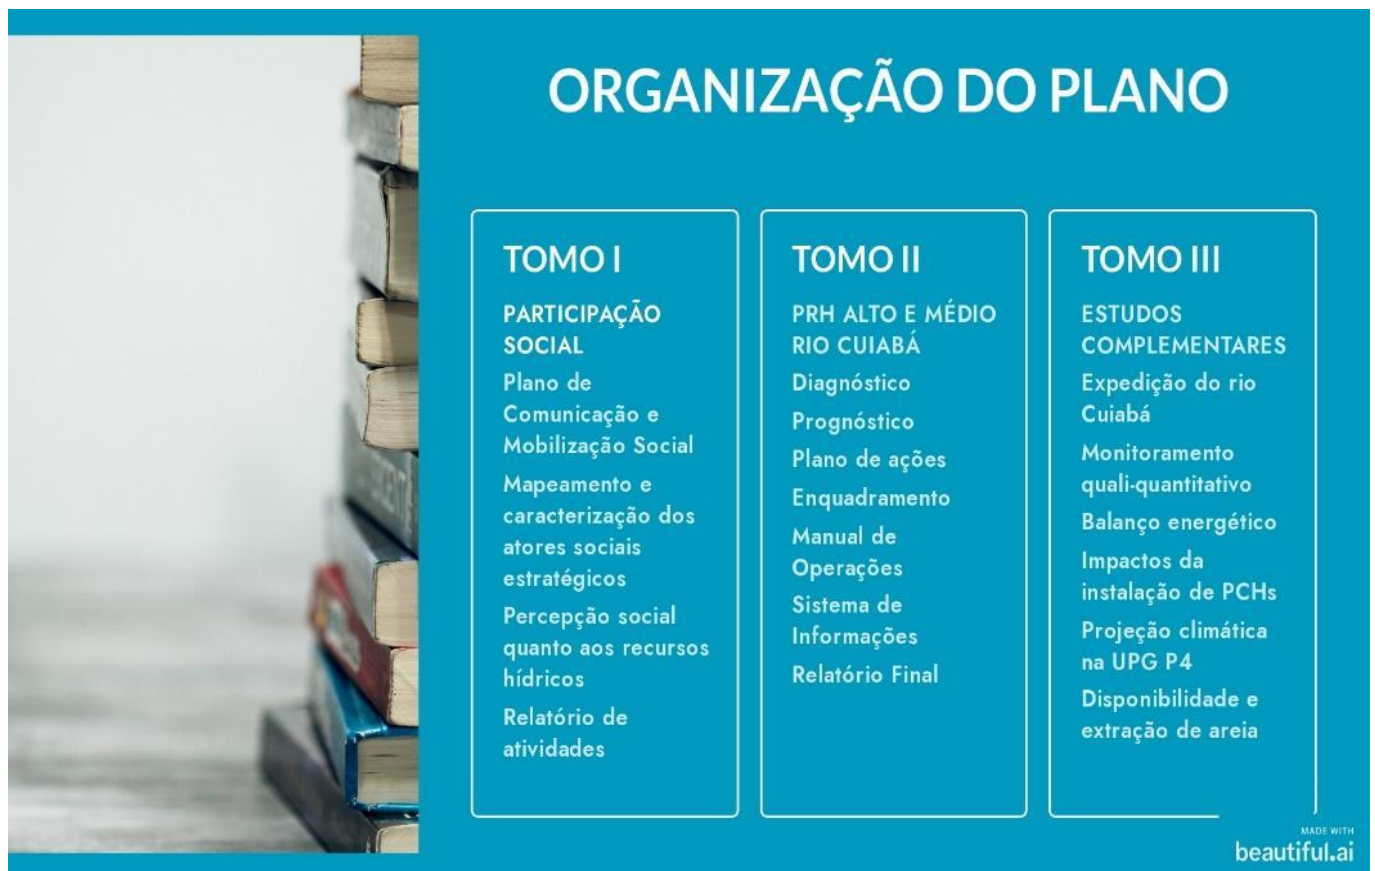 ORGANIZAÇÃO DO PLANO
TOMO I
PARTICIPAÇÃO
SOCIAL
Plano de
Comunicação e
Mobilização Social
Mapeamento e
caracterização dos
atores sociais
estratégicos
Percepção social
quanto aos recursos
hídricos
Relatório de
atividades
TOMO II
PRH ALTO E MÉDIO
RIO CUIABÁ
Diagnóstico
Prognóstico
Plano de ações
Enquadramento
Manual de
Operações
Sistema de
Informações
Relatório Final
TOMO III
ESTUDOS
COMPLEMENTARES
Expedição do rio
Cuiabá
Monitoramento
quali-quantitativo
Balanço energético
Impactos da
instalação de PCHs
Projeção climática
na UPG P4
Disponibilidade e
extração de areia
MADE WITH
beautiful.ai